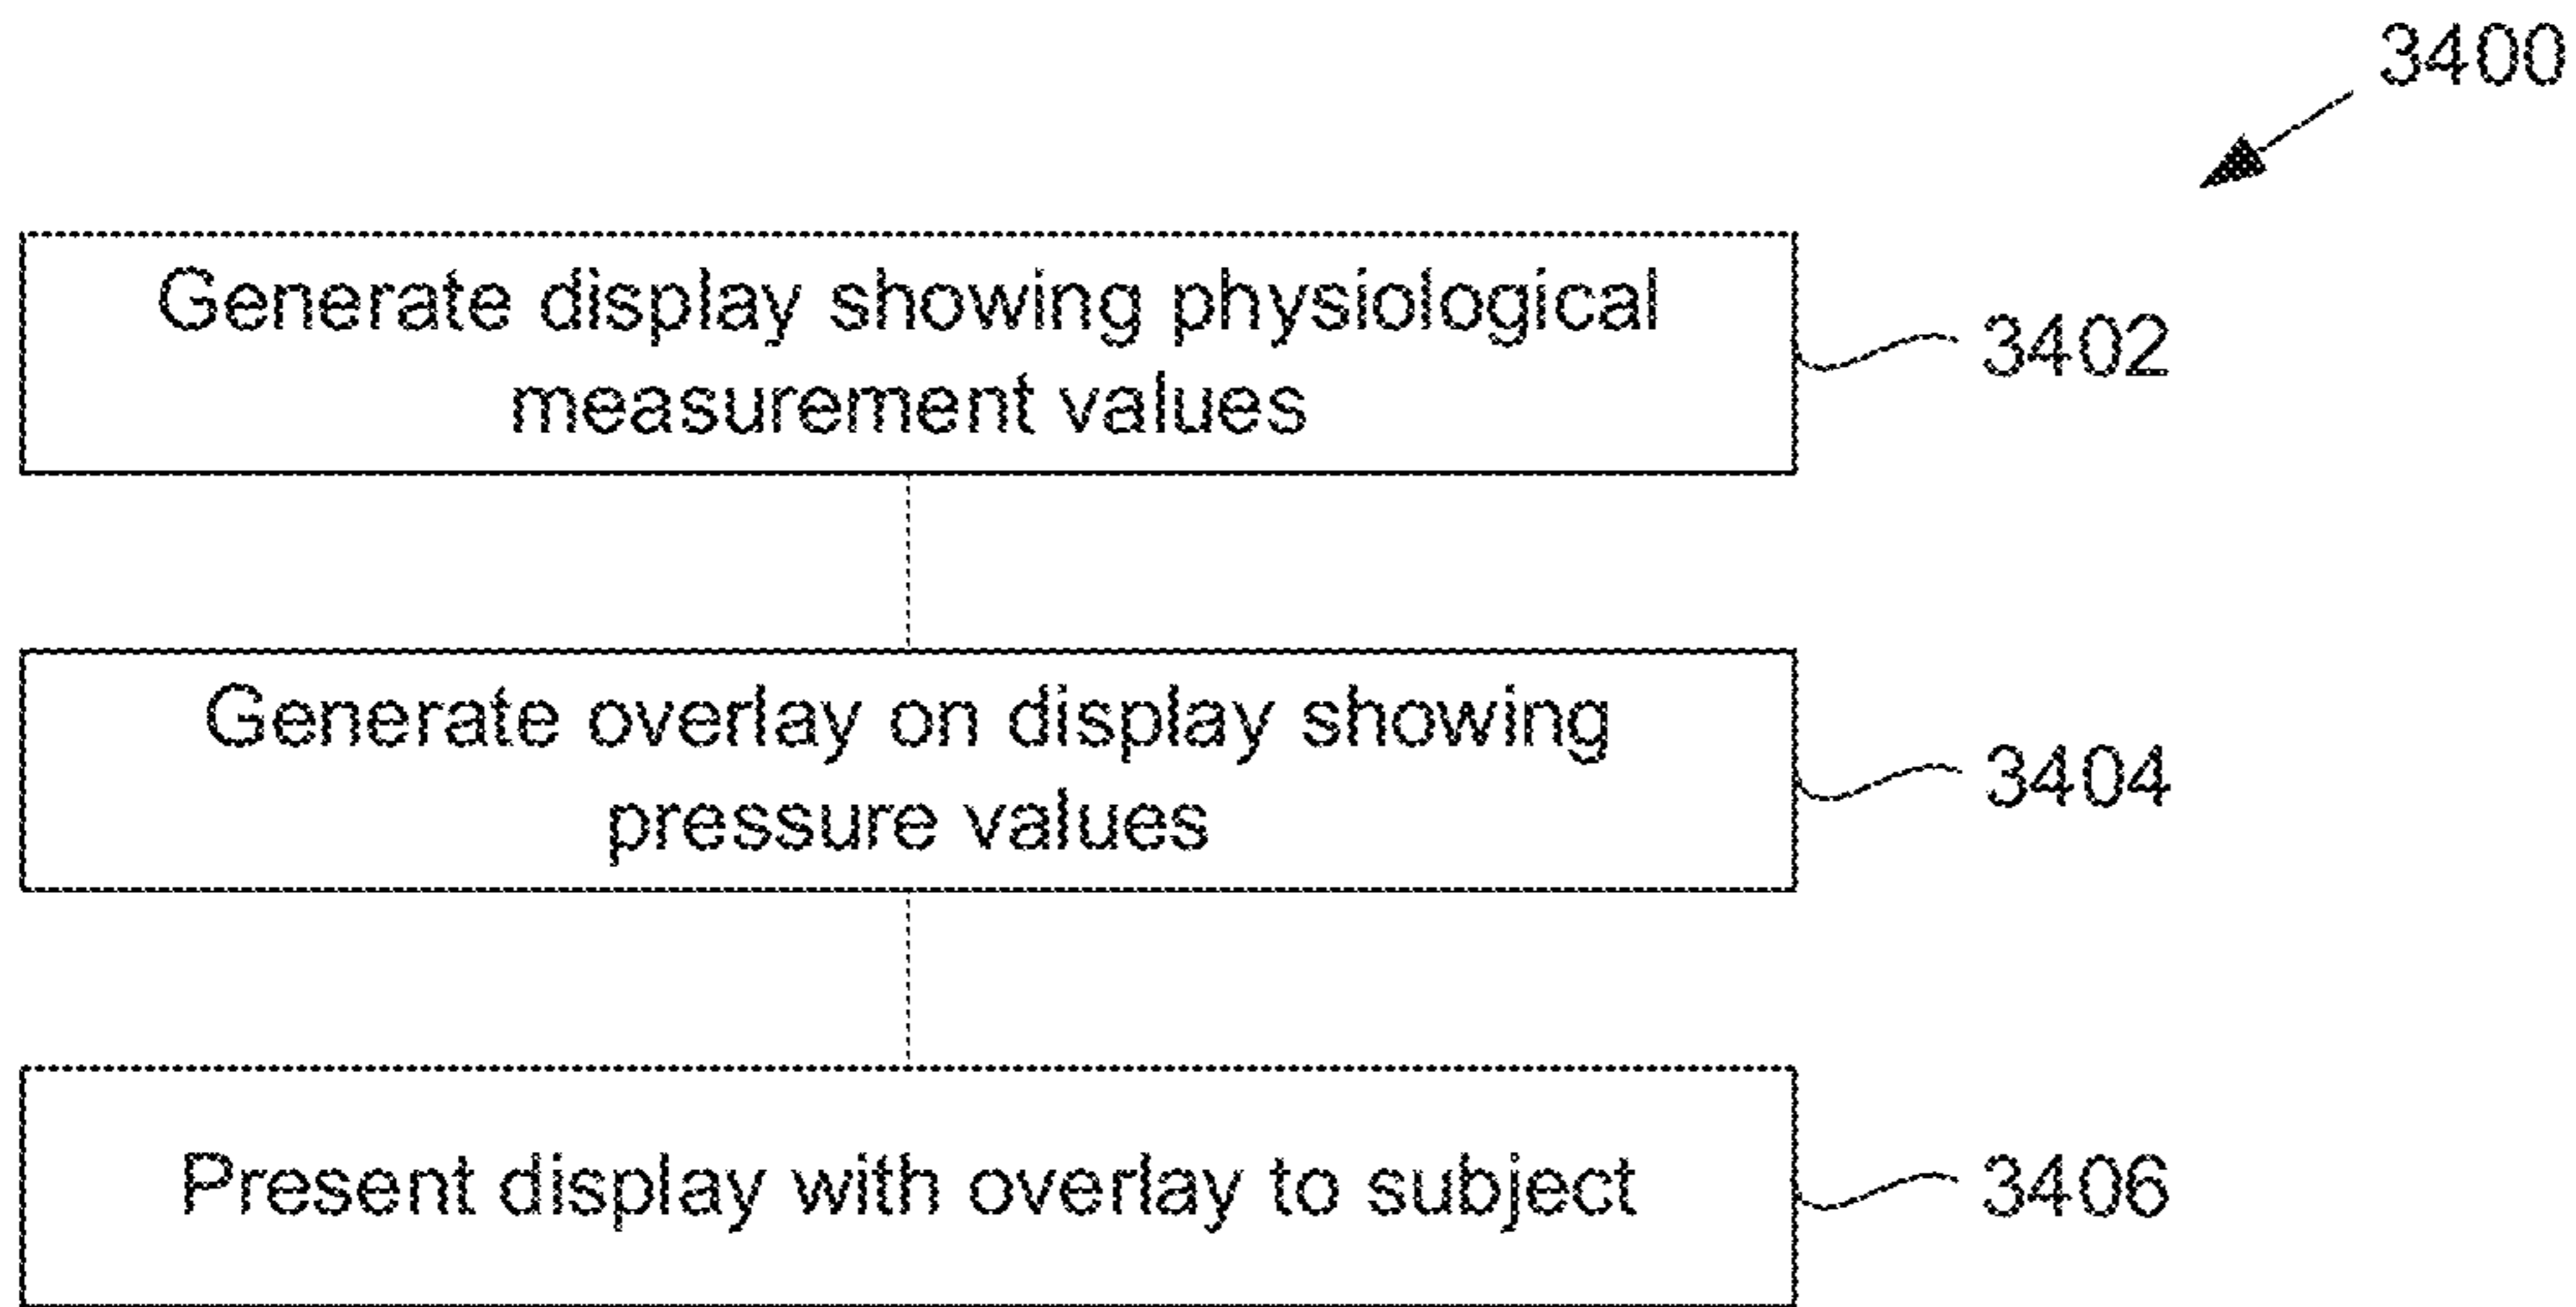 3400
Generate display showing physiological
measurement values
3402
Generate overlay on display showing
pressure values
3404
Present display with overlay to subject
3406